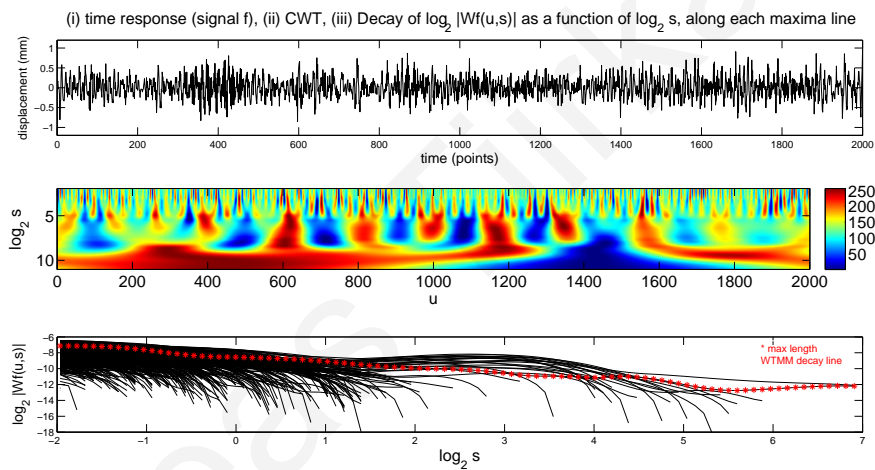 (i) time response (signal f), (ii) CWT, (iii) Decay of log2 |Wf(u,s)| as a function of log2 s, along each maxima line
displacement (mm)
1
0.5
0
−0.5
−1
0 200 400 600 800 1000 1200 1400 1600 1800 2000
time (points)
log2 s
5
10
0 200 400 600 800 1000 1200 1400 1600 1800 2000
u
250
200
150
100
50
log2 |Wf(u,s)|
−6
−8
−10
−12
−14
−16
−18
* max length
WTMM decay line
−2 −1 0 1 2 3 4 5 6 7
log2 s